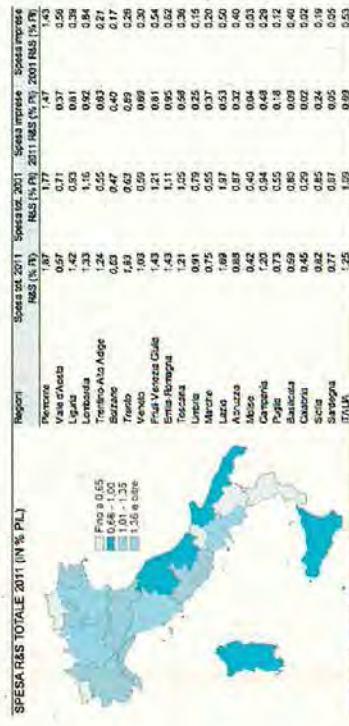 SPESA R&S TOTALE 2011 (IN % PIL)
Fino a 0,65
0,66 - 1,00
1,01 - 1,35
1,36 e oltre
Regioni Spesa tot. 2011 Spesa tot. 2001 Spesa imprese Spesa imprese
R&S (% Pil) R&S (% Pil) 2011 R&S (% Pil) 2001 R&S (% Pil)
Piemonte 1,87 1,77 1,47 1,43
Valle d'Aosta 0,57 0,71 0,37 0,56
Liguria 1,42 0,93 0,81 0,39
Lombardia 1,33 1,16 0,92 0,84
Trentino-Alto Adige 1,24 0,55 0,63 0,21
Bolzano 0,63 0,47 0,40 0,17
Trento 1,93 0,63 0,89 0,26
Veneto 1,03 0,59 0,69 0,30
Friuli Venezia Giulia 1,43 1,21 0,81 0,54
Emilia-Romagna 1,43 1,11 0,95 0,62
Toscana 1,21 1,05 0,58 0,36
Umbria 0,91 0,79 0,25 0,15
Marche 0,75 0,55 0,37 0,20
Lazio 1,69 1,97 0,53 0,50
Abruzzo 0,88 0,87 0,32 0,40
Molise 0,42 0,40 0,04 0,03
Campania 1,20 0,94 0,48 0,29
Puglia 0,73 0,55 0,18 0,12
Basilicata 0,59 0,80 0,09 0,40
Calabria 0,45 0,29 0,02 0,02
Sicilia 0,82 0,85 0,24 0,19
Sardegna 0,77 0,67 0,05 0,05
ITALIA 1,25 1,09 0,69 0,53